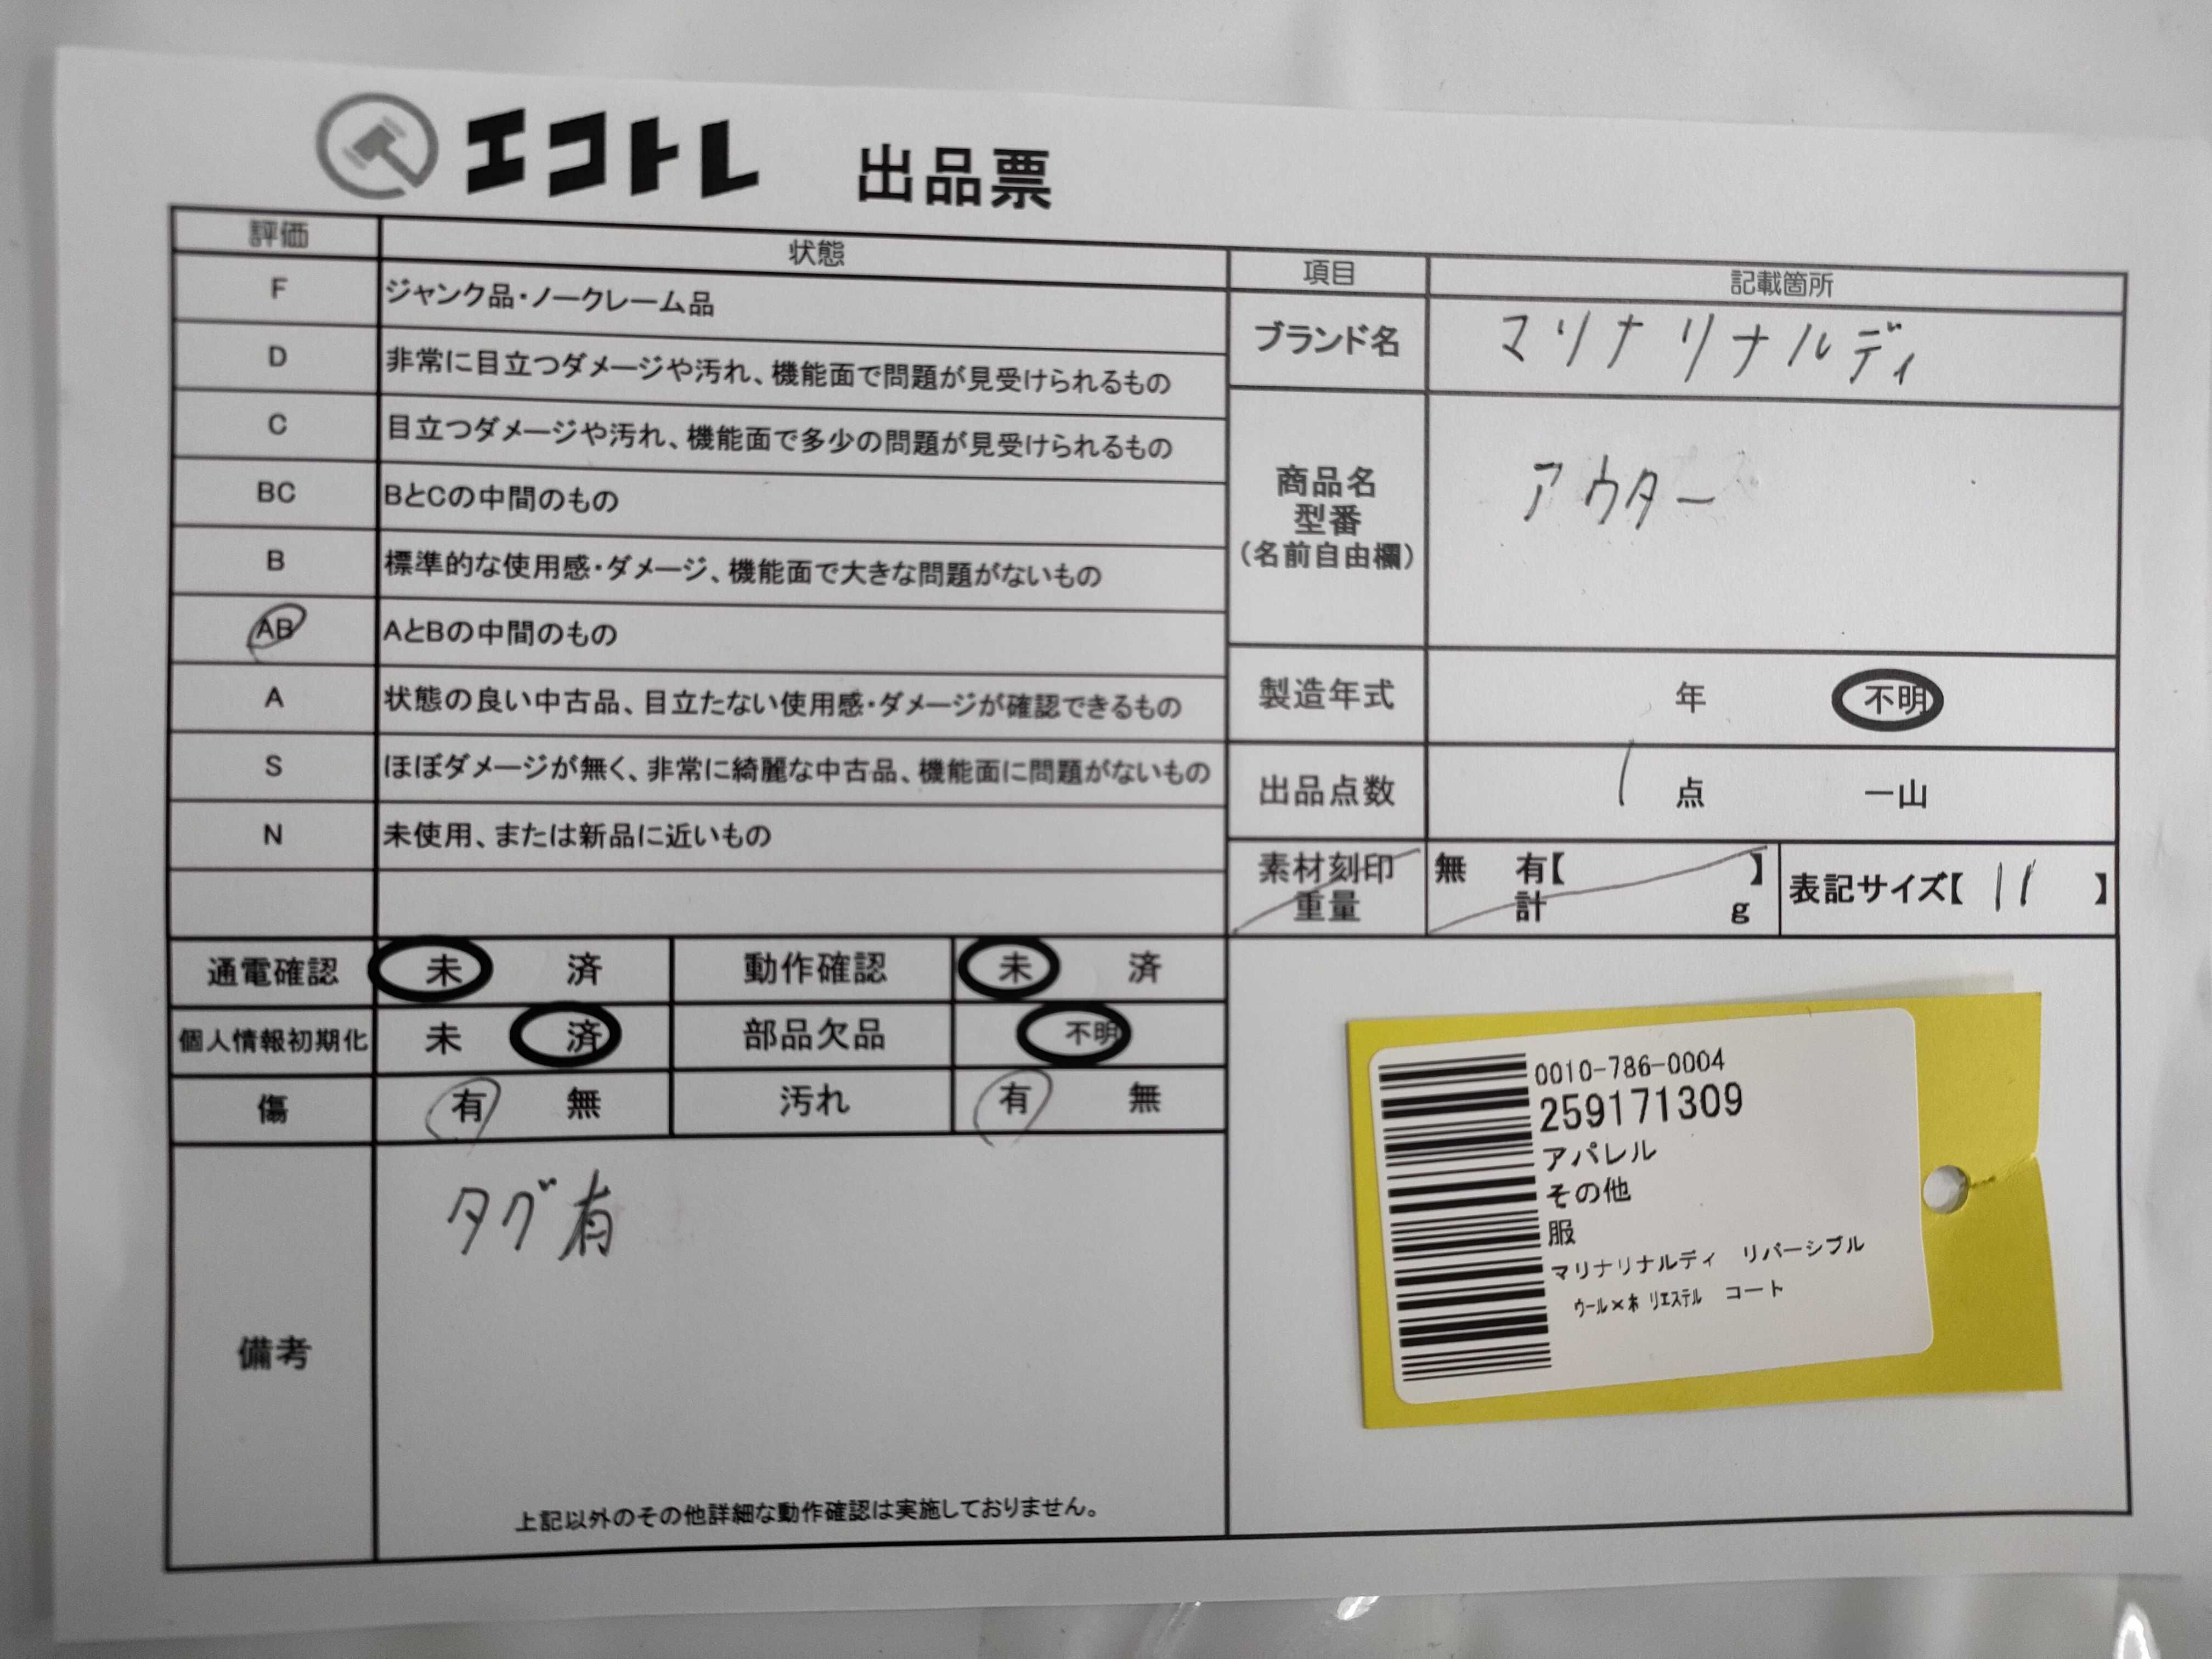 エコトレ 出品票
評価 状態
F ジャンク品・ノークレーム品
D 非常に目立つダメージや汚れ、機能面で問題が見受けられるもの
C 目立つダメージや汚れ、機能面で多少の問題が見受けられるもの
BC BとCの中間のもの
B 標準的な使用感・ダメージ、機能面で大きな問題がないもの
AB AとBの中間のもの
A 状態の良い中古品、目立たない使用感・ダメージが確認できるもの
S ほぼダメージが無く、非常に綺麗な中古品、機能面に問題がないもの
N 未使用、または新品に近いもの
項目 記載箇所
ブランド名 マリナリナルディ
商品名
型番
(名前自由欄)
アウター
製造年式 年 不明
出品点数 1 点 一山
素材刻印 無 有【 】
重量 計 g
表記サイズ【 11 】
通電確認 未 済 動作確認 未 済
個人情報初期化 未 済 部品欠品 不明
傷 有 無 汚れ 有 無
備考
タグ有
上記以外のその他詳細な動作確認は実施しておりません。
0010-786-0004
259171309
アパレル
その他
服
マリナリナルディ リバーシブル
ウール×ポリエステル コート